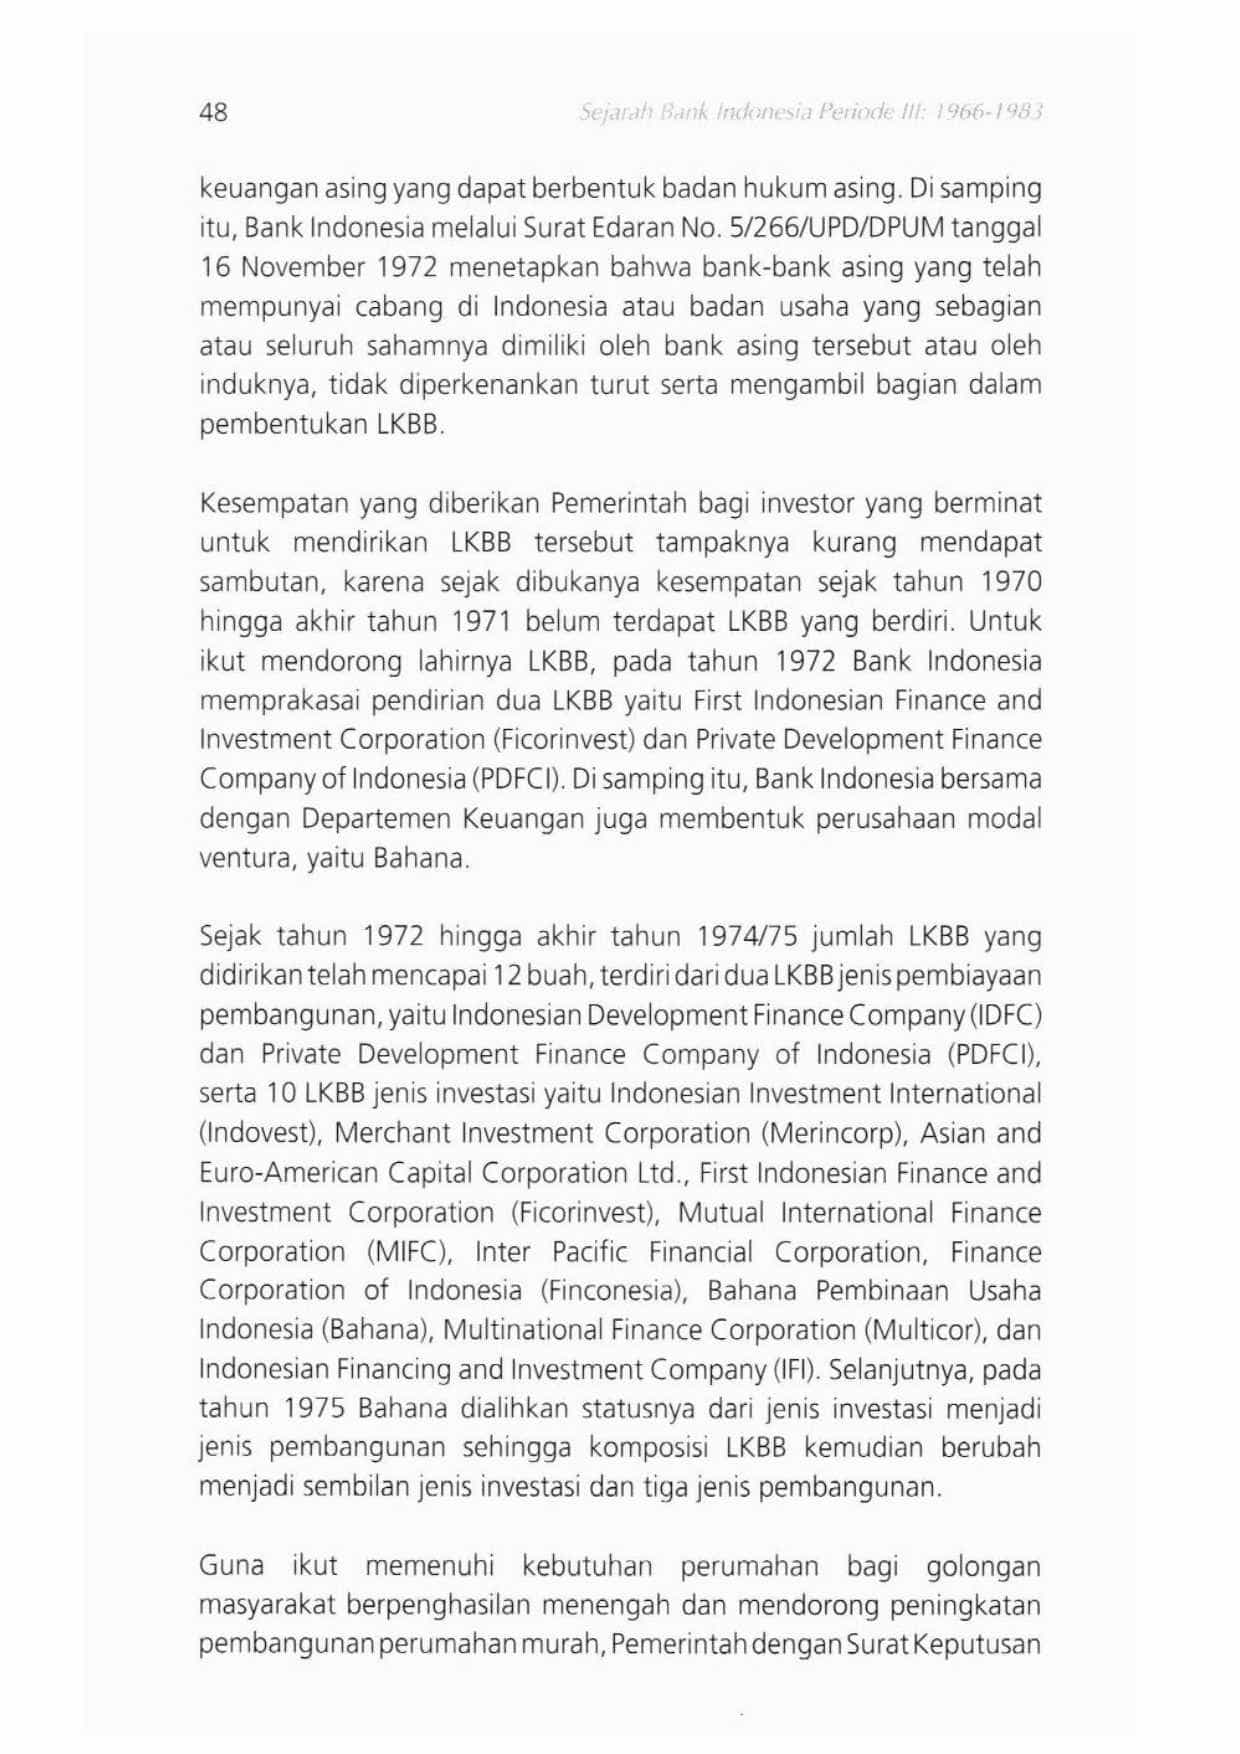 48
Sejarah Bank Indonesia Periode III: 1966-1983
keuangan asing yang dapat berbentuk badan hukum asing. Di samping
itu, Bank Indonesia melalui Surat Edaran No. 5/266/UPD/DPUM tanggal
16 November 1972 menetapkan bahwa bank-bank asing yang telah
mempunyai cabang di Indonesia atau badan usaha yang sebagian
atau seluruh sahamnya dimiliki oleh bank asing tersebut atau oleh
induknya, tidak diperkenankan turut serta mengambil bagian dalam
pembentukan LKBB.
Kesempatan yang diberikan Pemerintah bagi investor yang berminat
untuk mendirikan LKBB tersebut tampaknya kurang mendapat
sambutan, karena sejak dibukanya kesempatan sejak tahun 1970
hingga akhir tahun 1971 belum terdapat LKBB yang berdiri. Untuk
ikut mendorong lahirnya LKBB, pada tahun 1972 Bank Indonesia
memprakasai pendirian dua LKBB yaitu First Indonesian Finance and
Investment Corporation (Ficorinvest) dan Private Development Finance
Company of Indonesia (PDFCI). Di samping itu, Bank Indonesia bersama
dengan Departemen Keuangan juga membentuk perusahaan modal
ventura, yaitu Bahana.
Sejak tahun 1972 hingga akhir tahun 1974/75 jumlah LKBB yang
didirikan telah mencapai 12 buah, terdiri dari dua LKBB jenis pembiayaan
pembangunan, yaitu Indonesian Development Finance Company (IDFC)
dan Private Development Finance Company of Indonesia (PDFCI),
serta 10 LKBB jenis investasi yaitu Indonesian Investment International
(Indovest), Merchant Investment Corporation (Merincorp), Asian and
Euro-American Capital Corporation Ltd., First Indonesian Finance and
Investment Corporation (Ficorinvest), Mutual International Finance
Corporation (MIFC), Inter Pacific Financial Corporation, Finance
Corporation of Indonesia (Finconesia), Bahana Pembinaan Usaha
Indonesia (Bahana), Multinational Finance Corporation (Multicor), dan
Indonesian Financing and Investment Company (IFI). Selanjutnya, pada
tahun 1975 Bahana dialihkan statusnya dari jenis investasi menjadi
jenis pembangunan sehingga komposisi LKBB kemudian berubah
menjadi sembilan jenis investasi dan tiga jenis pembangunan.
Guna ikut memenuhi kebutuhan perumahan bagi golongan
masyarakat berpenghasilan menengah dan mendorong peningkatan
pembangunan perumahan murah, Pemerintah dengan Surat Keputusan